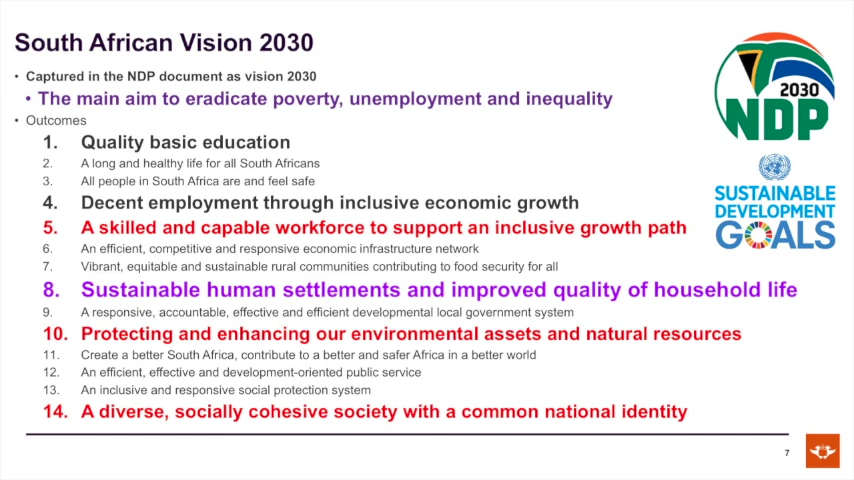 South African Vision 2030
• Captured in the NDP document as vision 2030
• The main aim to eradicate poverty, unemployment and inequality
• Outcomes
1. Quality basic education
2. A long and healthy life for all South Africans
3. All people in South Africa are and feel safe
4. Decent employment through inclusive economic growth
5. A skilled and capable workforce to support an inclusive growth path
6. An efficient, competitive and responsive economic infrastructure network
7. Vibrant, equitable and sustainable rural communities contributing to food security for all
8. Sustainable human settlements and improved quality of household life
9. A responsive, accountable, effective and efficient developmental local government system
10. Protecting and enhancing our environmental assets and natural resources
11. Create a better South Africa, contribute to a better and safer Africa in a better world
12. An efficient, effective and development-oriented public service
13. An inclusive and responsive social protection system
14. A diverse, socially cohesive society with a common national identity
2030
NDP
SUSTAINABLE
DEVELOPMENT
GOALS
7